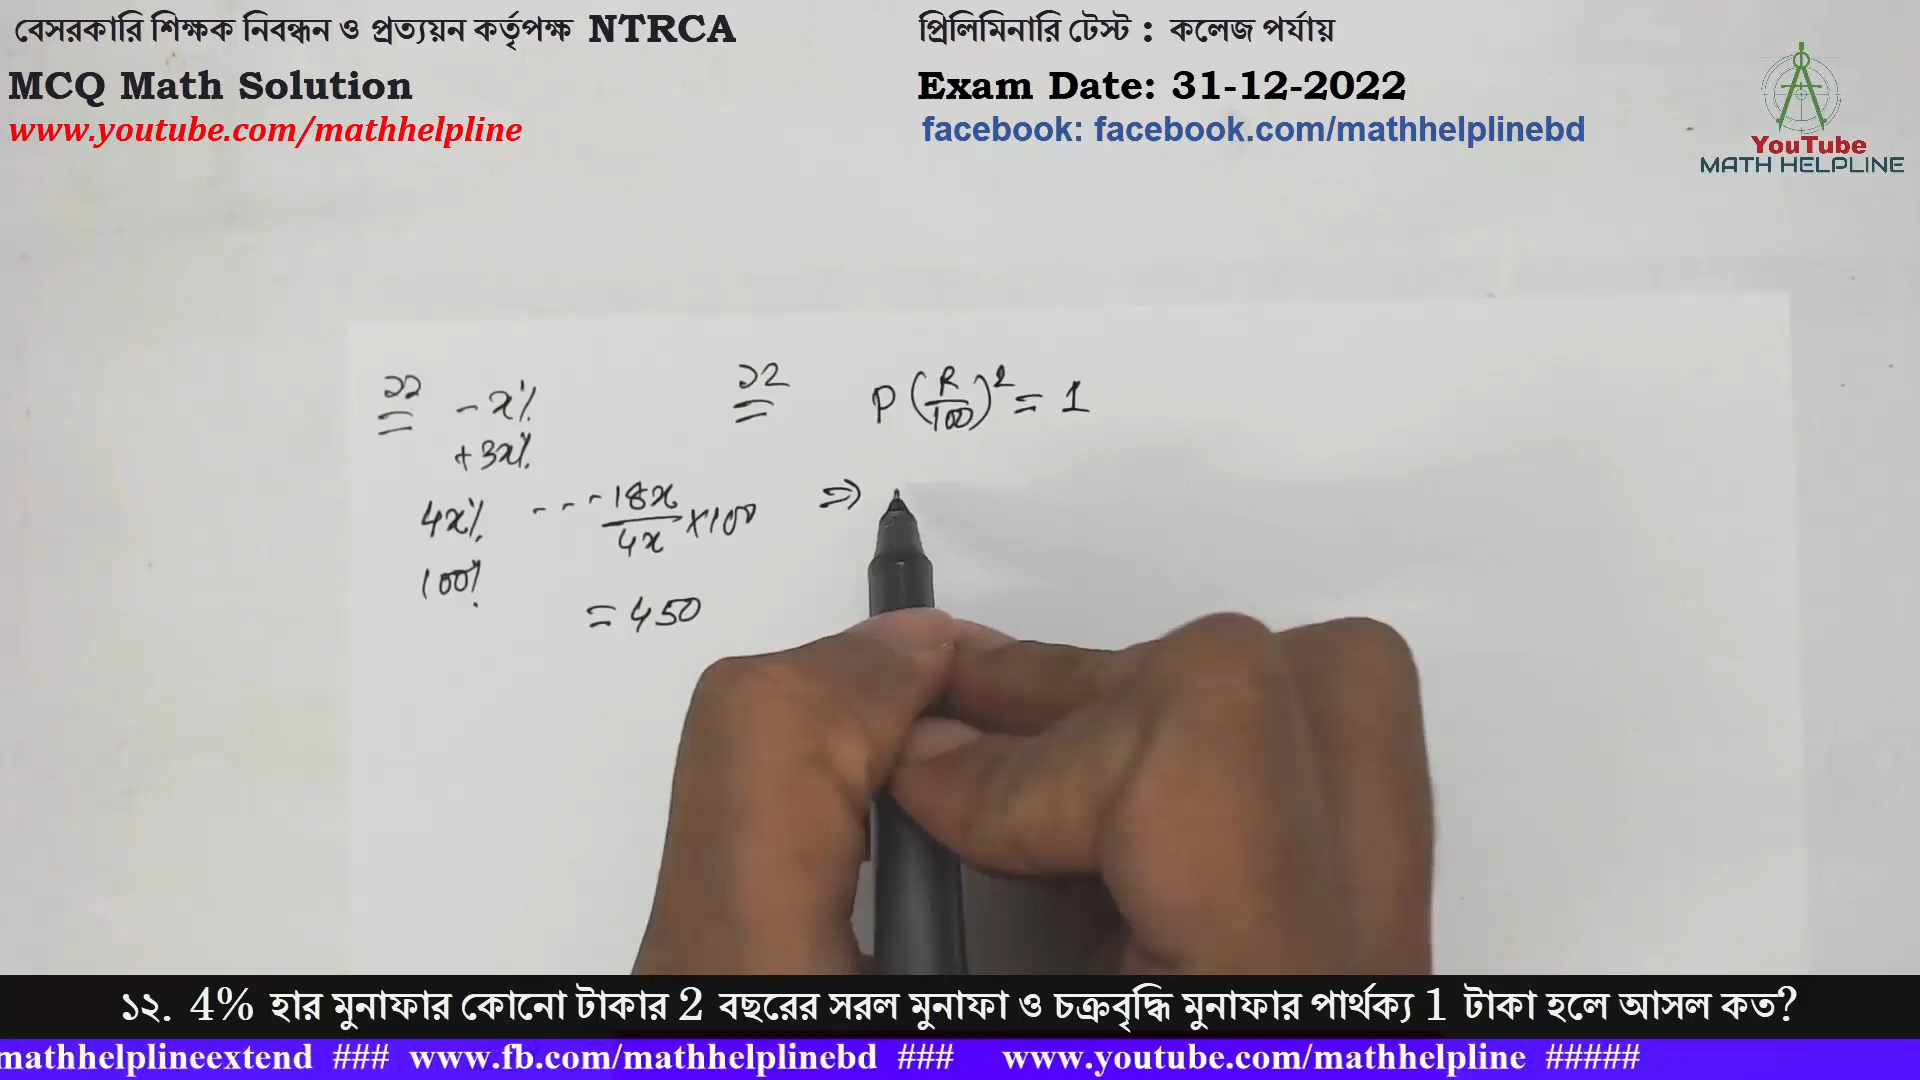 বেসরকারি শিক্ষক নিবন্ধন ও প্রত্যয়ন কর্তৃপক্ষ NTRCA
প্রিলিমিনারি টেস্ট : কলেজ পর্যায়
MCQ Math Solution
Exam Date: 31-12-2022
www.youtube.com/mathhelpline
facebook: facebook.com/mathhelplinebd
YouTube
MATH HELPLINE
১১ - x%
+ 3x%
4x% - - - 18x/4x × 100
100%
= 450
১২ P (R/100)² = 1
⇒
১২. 4% হার মুনাফার কোনো টাকার 2 বছরের সরল মুনাফা ও চক্রবৃদ্ধি মুনাফার পার্থক্য 1 টাকা হলে আসল কত?
mathhelplineextend ### www.fb.com/mathhelplinebd ### www.youtube.com/mathhelpline #####